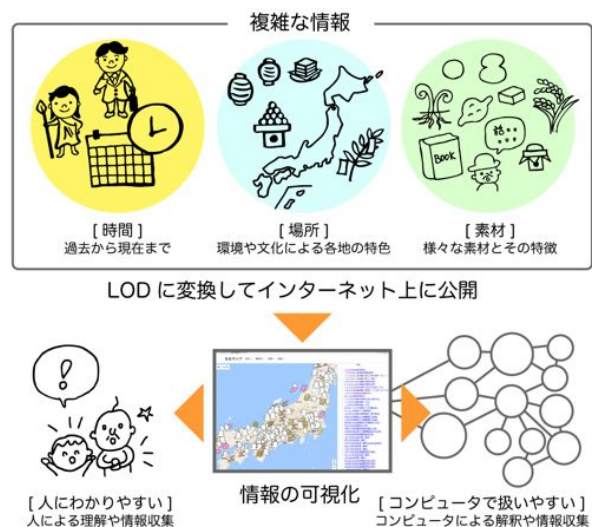 複雑な情報
BOOK
話
[ 時間 ]
過去から現在まで
[ 場所 ]
環境や文化による各地の特色
[ 素材 ]
様々な素材とその特徴
LOD に変換してインターネット上に公開
!
[ 人にわかりやすい ]
人による理解や情報収集
情報の可視化
[ コンピュータで扱いやすい ]
コンピュータによる解釈や情報収集